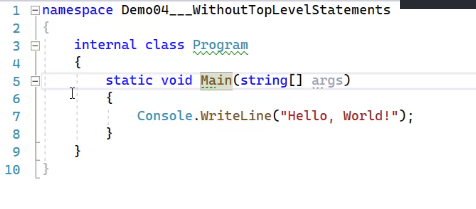 1 namespace Demo04___WithoutTopLevelStatements
2 {
3     internal class Program
4     {
5         static void Main(string[] args)
6         {
7             Console.WriteLine("Hello, World!");
8         }
9     }
10 }